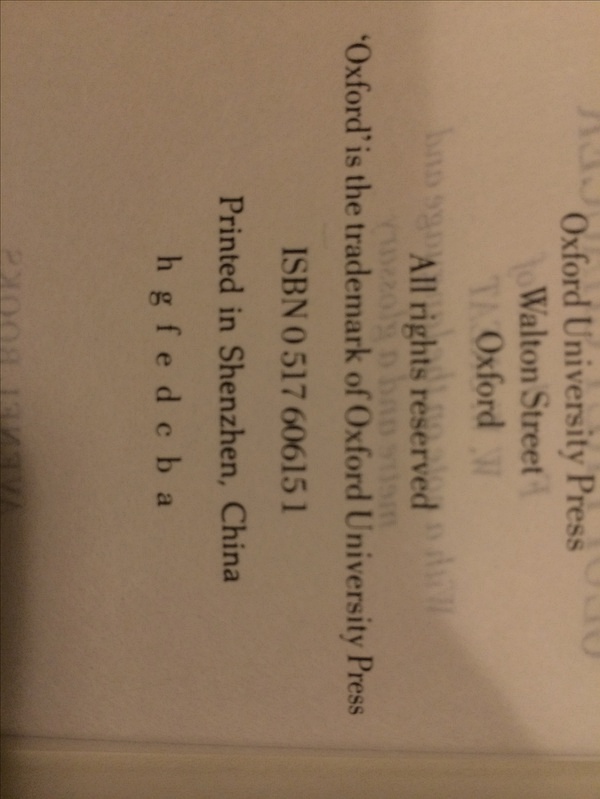 Oxford University Press
Walton Street
Oxford
All rights reserved
'Oxford' is the trademark of Oxford University Press
ISBN 0 517 60615 1
Printed in Shenzhen, China
h g f e d c b a